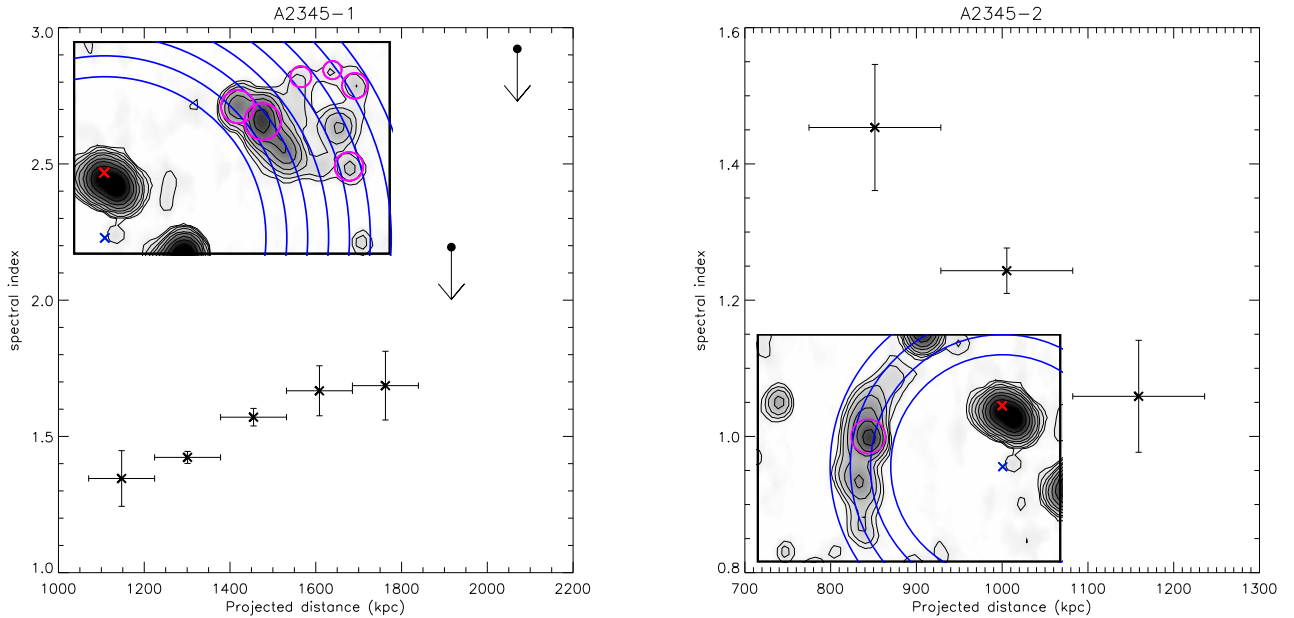 A2345-1
3.0
2.5
2.0
1.5
1.0
spectral index
1000 1200 1400 1600 1800 2000 2200
Projected distance (kpc)
A2345-2
1.6
1.4
1.2
1.0
0.8
spectral index
700 800 900 1000 1100 1200 1300
Projected distance (kpc)